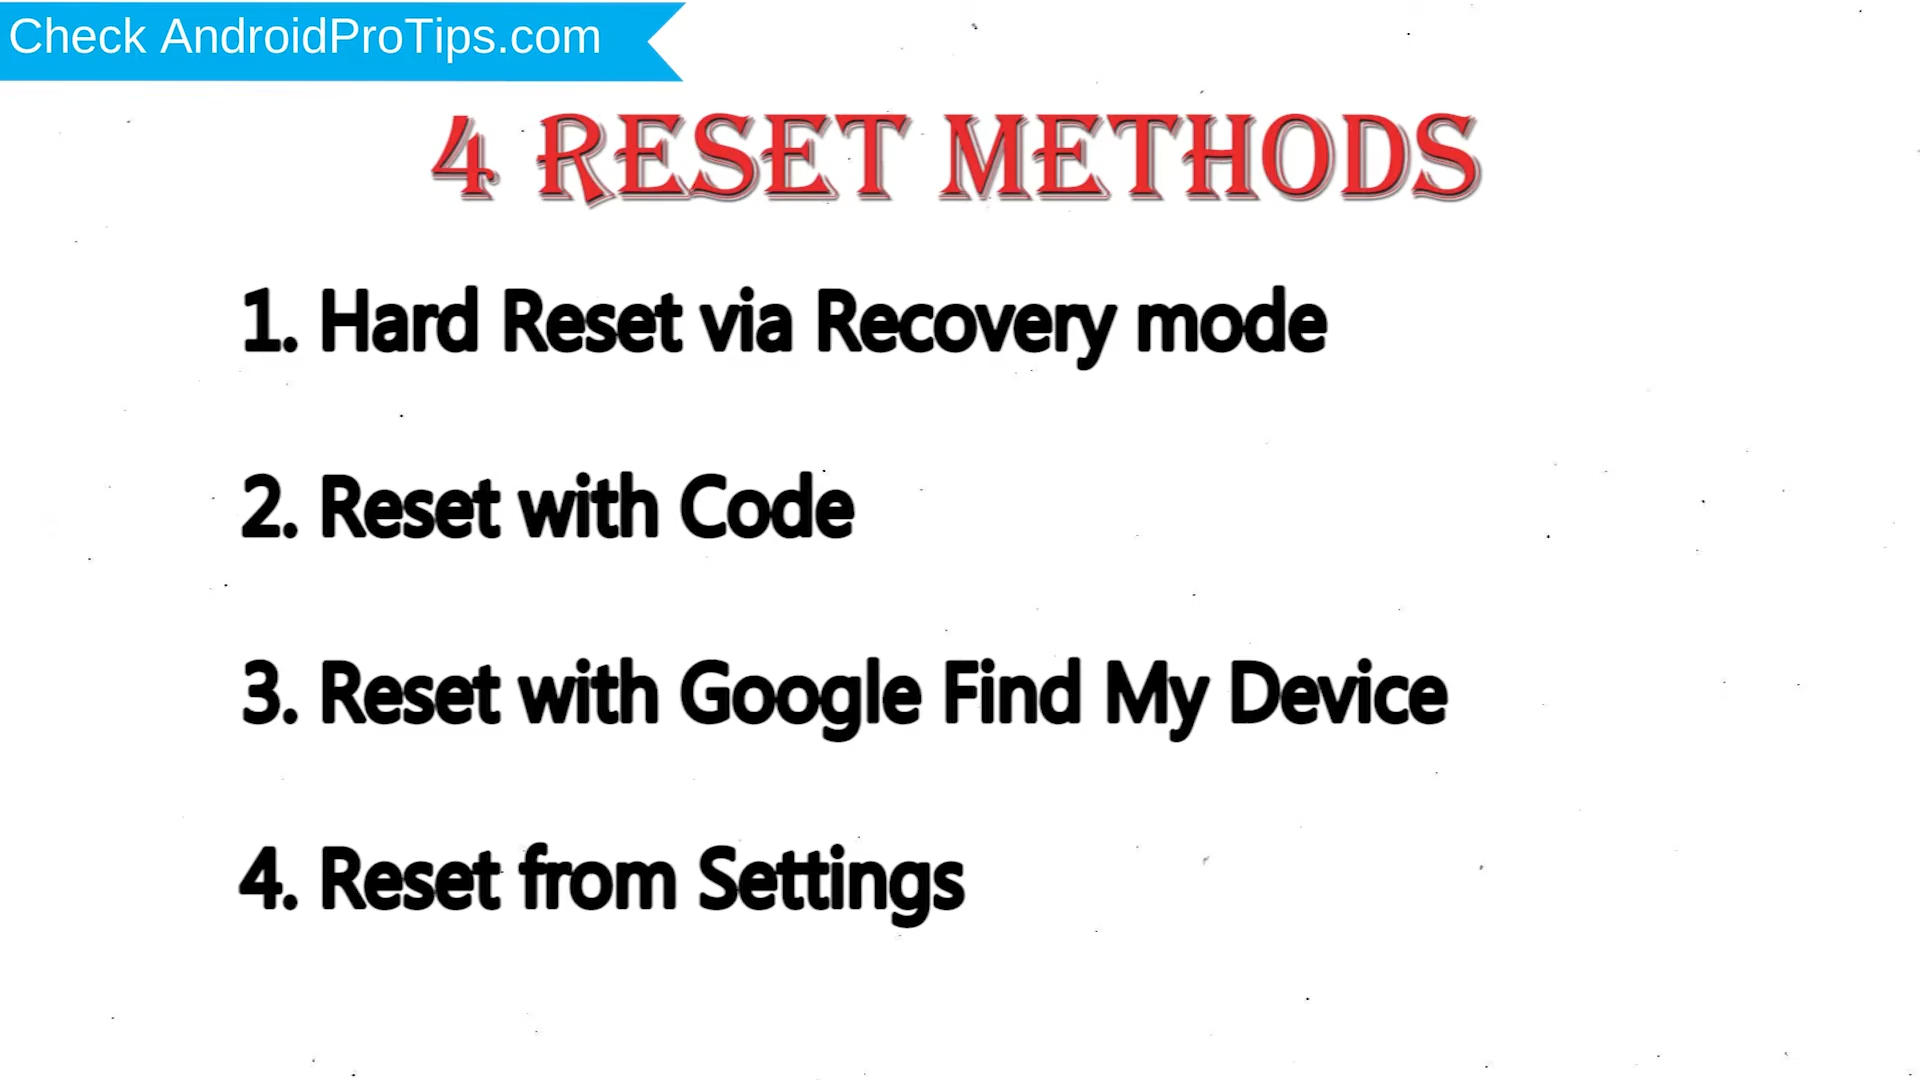 Check AndroidProTips.com
4 RESET METHODS
1. Hard Reset via Recovery mode
2. Reset with Code
3. Reset with Google Find My Device
4. Reset from Settings